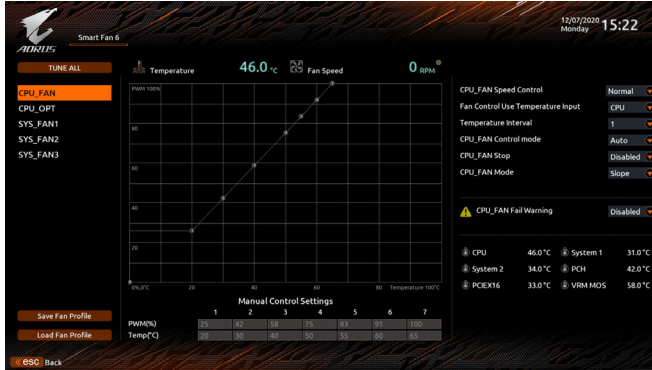 AORUS
Smart Fan 6
12/07/2020
Monday
15:22
TUNE ALL
Temperature 46.0 °C Fan Speed 0 RPM
CPU_FAN
CPU_OPT
SYS_FAN1
SYS_FAN2
SYS_FAN3
PWM 100%
80
60
40
20
0%,0°C 20 40 60 80 Temperature 100°C
CPU_FAN Speed Control Normal
Fan Control Use Temperature Input CPU
Temperature Interval 1
CPU_FAN Control mode Auto
CPU_FAN Stop Disabled
CPU_FAN Mode Slope
CPU_FAN Fail Warning Disabled
CPU 46.0°C System 1 31.0°C
System 2 34.0°C PCH 42.0°C
PCIEX16 33.0°C VRM MOS 58.0°C
Manual Control Settings
1 2 3 4 5 6 7
PWM(%) 25 42 58 75 83 91 100
Temp(°C) 20 30 40 50 55 60 65
Save Fan Profile
Load Fan Profile
esc Back